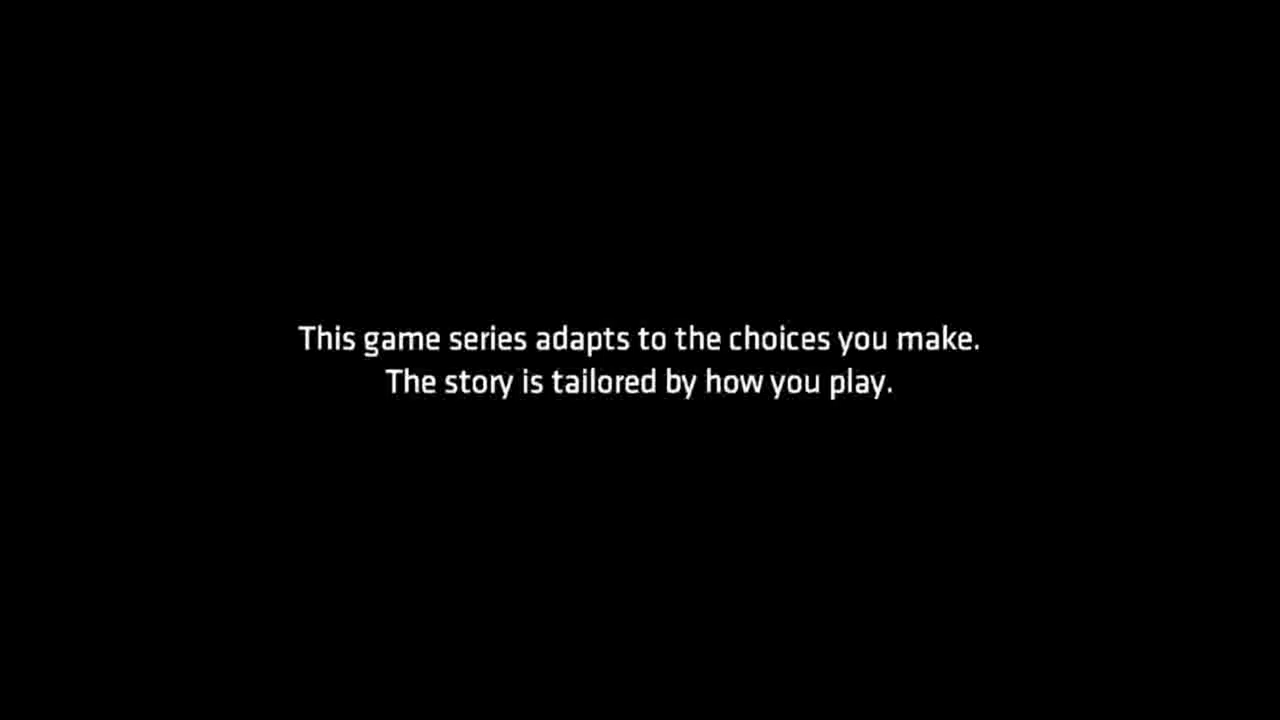 This game series adapts to the choices you make.
The story is tailored by how you play.